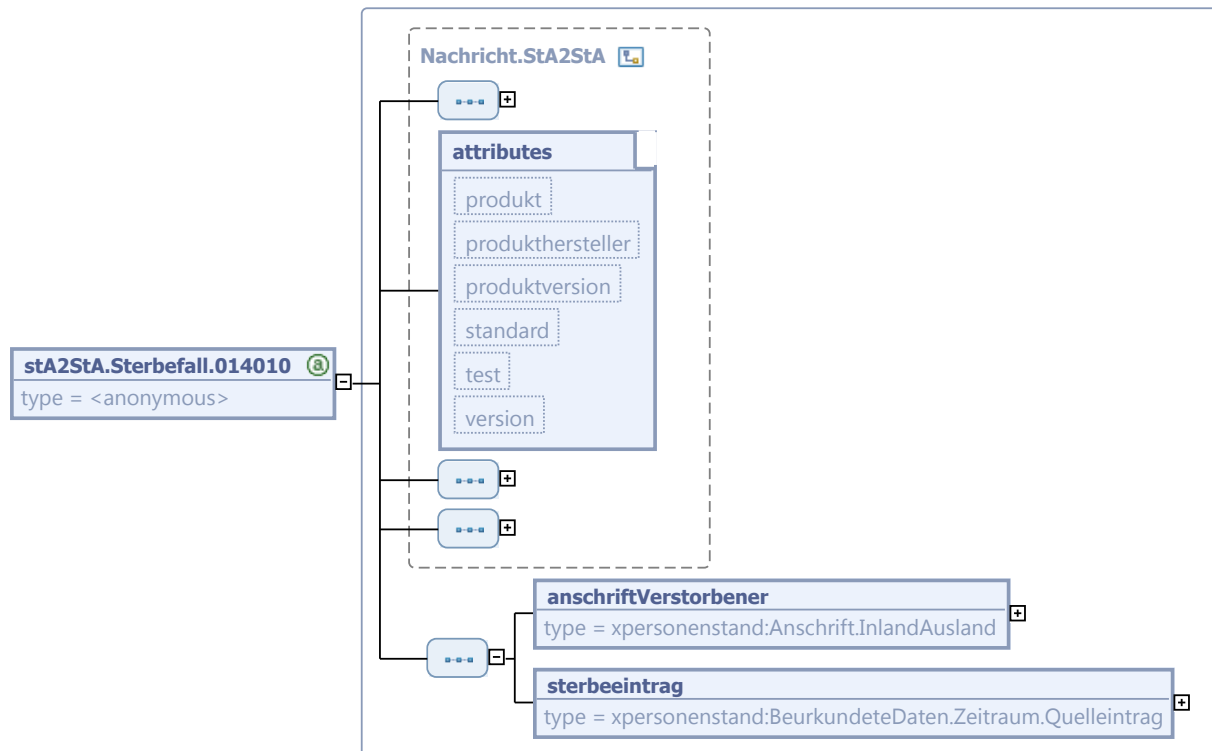 Nachricht.StA2StA
attributes
produkt
produkthersteller
produktversion
standard
test
version
stA2StA.Sterbefall.014010 a
type = <anonymous>
anschriftVerstorbener
type = xpersonenstand:Anschrift.InlandAusland
sterbeeintrag
type = xpersonenstand:BeurkundeteDaten.Zeitraum.Quelleintrag